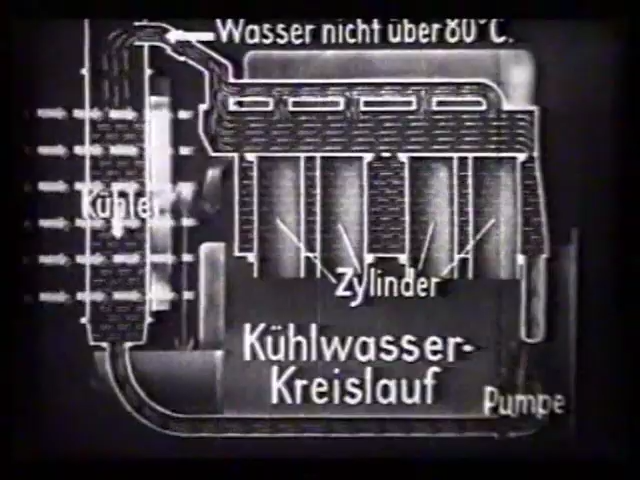 Wasser nicht über 80°C.
Kühler
Zylinder
Kühlwasser-
Kreislauf
Pumpe